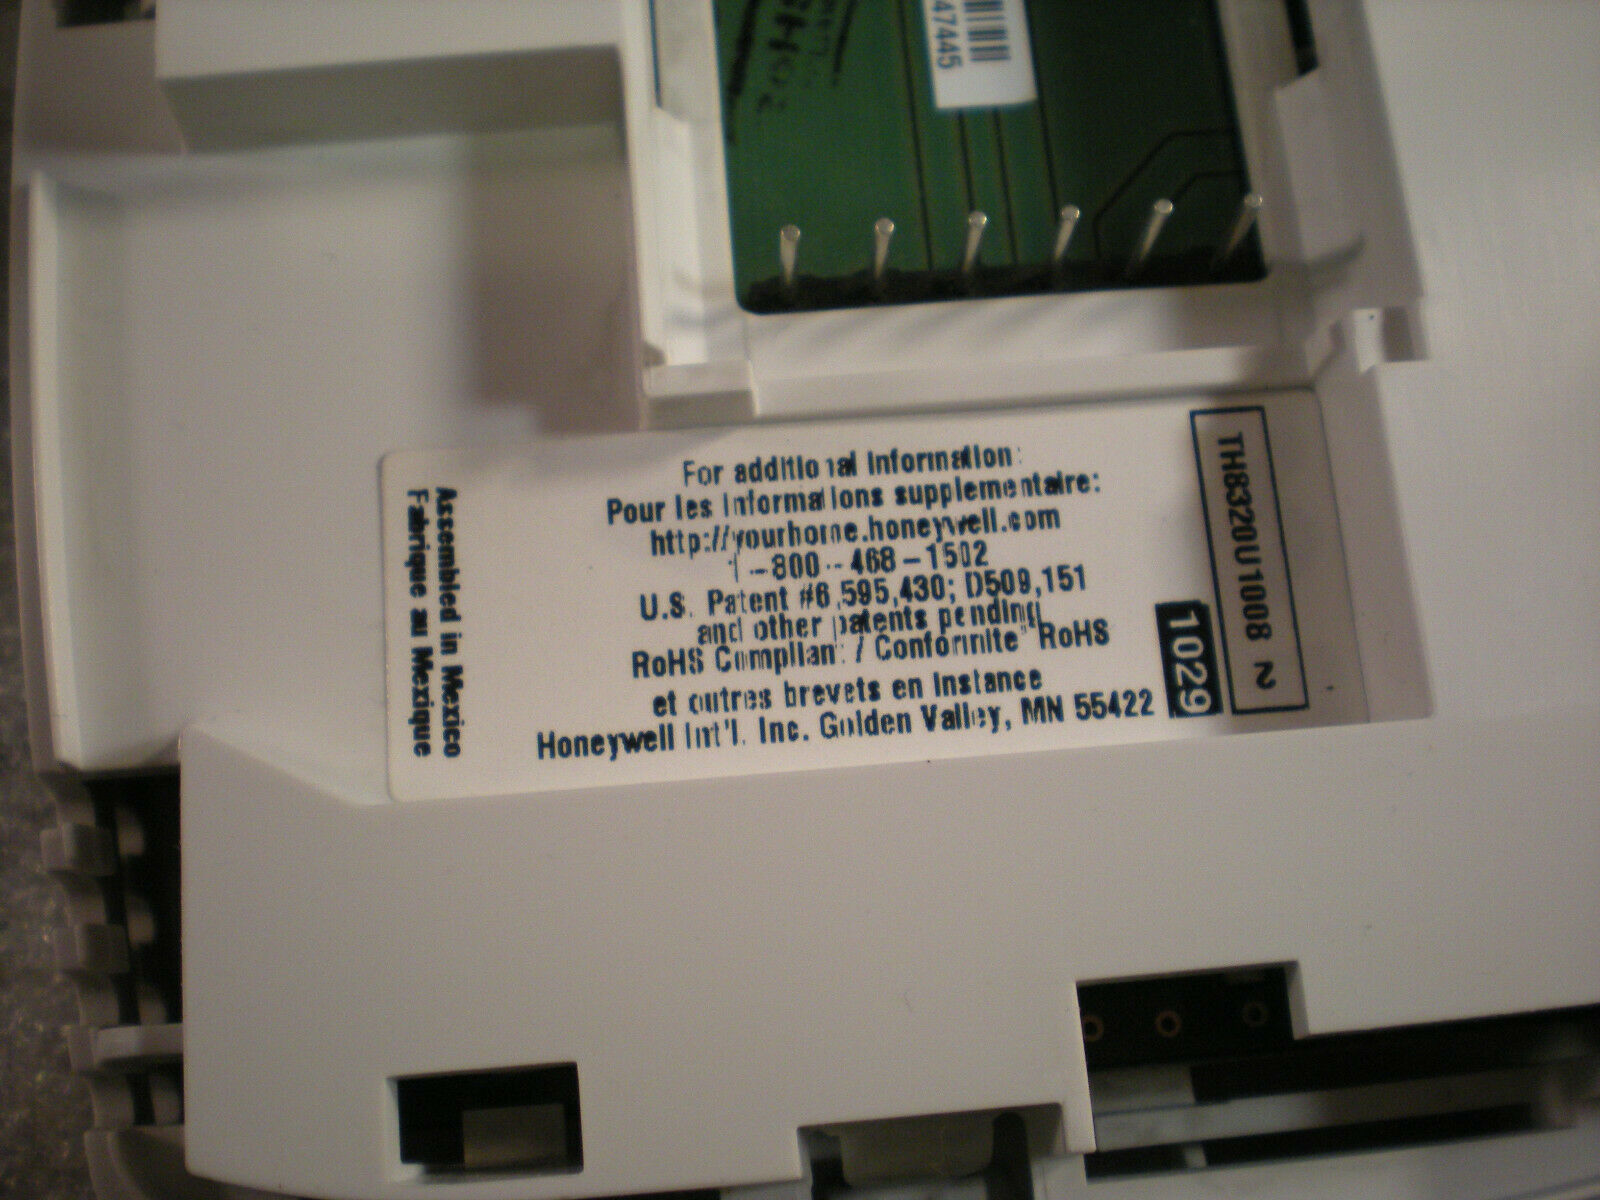 47445
For additional Information:
Pour les Informations supplementaire:
http://yourhome.honeywell.com
1-800-468-1502
U.S. Patent #6,595,430; D509,151
and other patents pending
RoHS Compliant / Conformite" RoHS
et outres brevets en Instance
Honeywell Int'l. Inc. Golden Valley, MN 55422
Assembled in Mexico
Fabrique au Mexique
1029
TH8320U1008 2